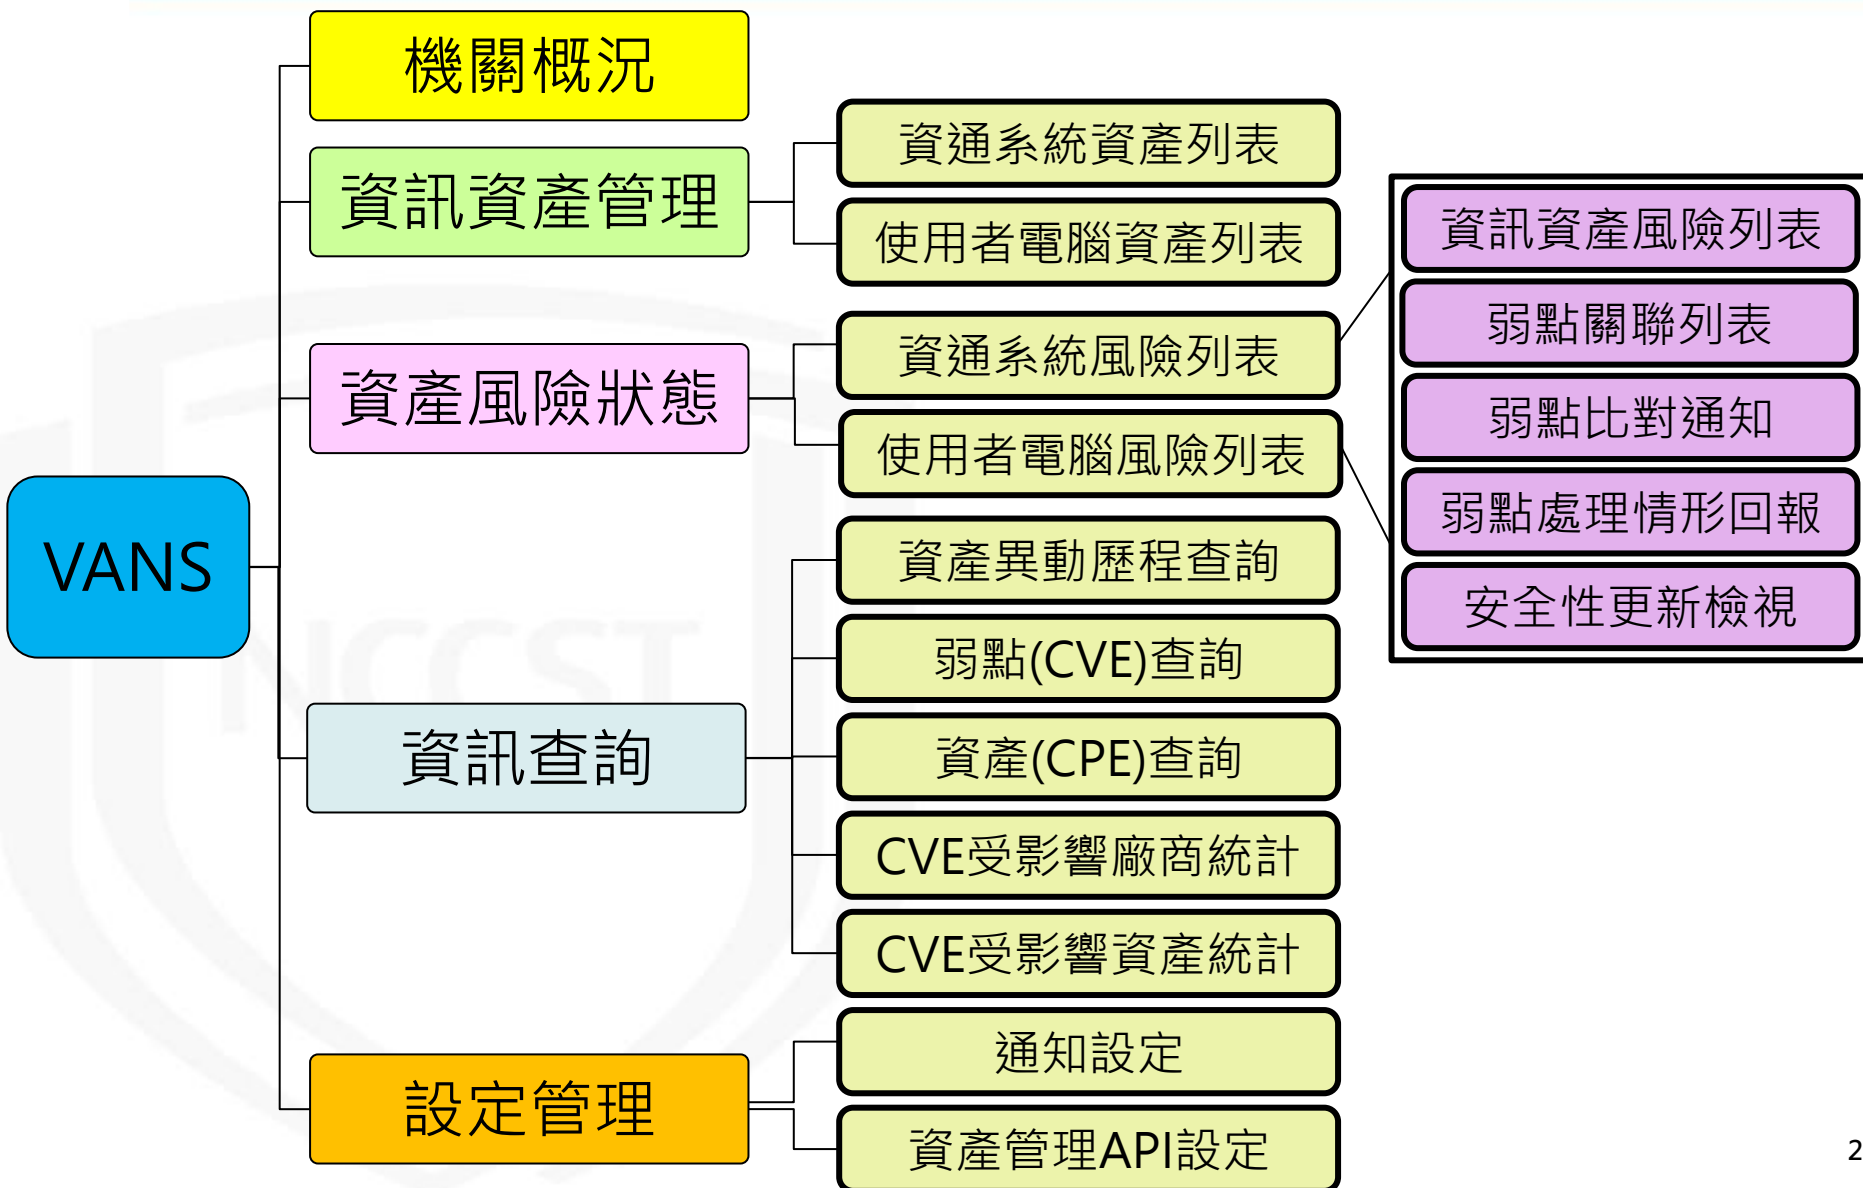 VANS
機關概況
資訊資產管理
資通系統資產列表
使用者電腦資產列表
資產風險狀態
資通系統風險列表
使用者電腦風險列表
資訊資產風險列表
弱點關聯列表
弱點比對通知
弱點處理情形回報
安全性更新檢視
資訊查詢
資產異動歷程查詢
弱點(CVE)查詢
資產(CPE)查詢
CVE受影響廠商統計
CVE受影響資產統計
設定管理
通知設定
資產管理API設定
NCCST
2